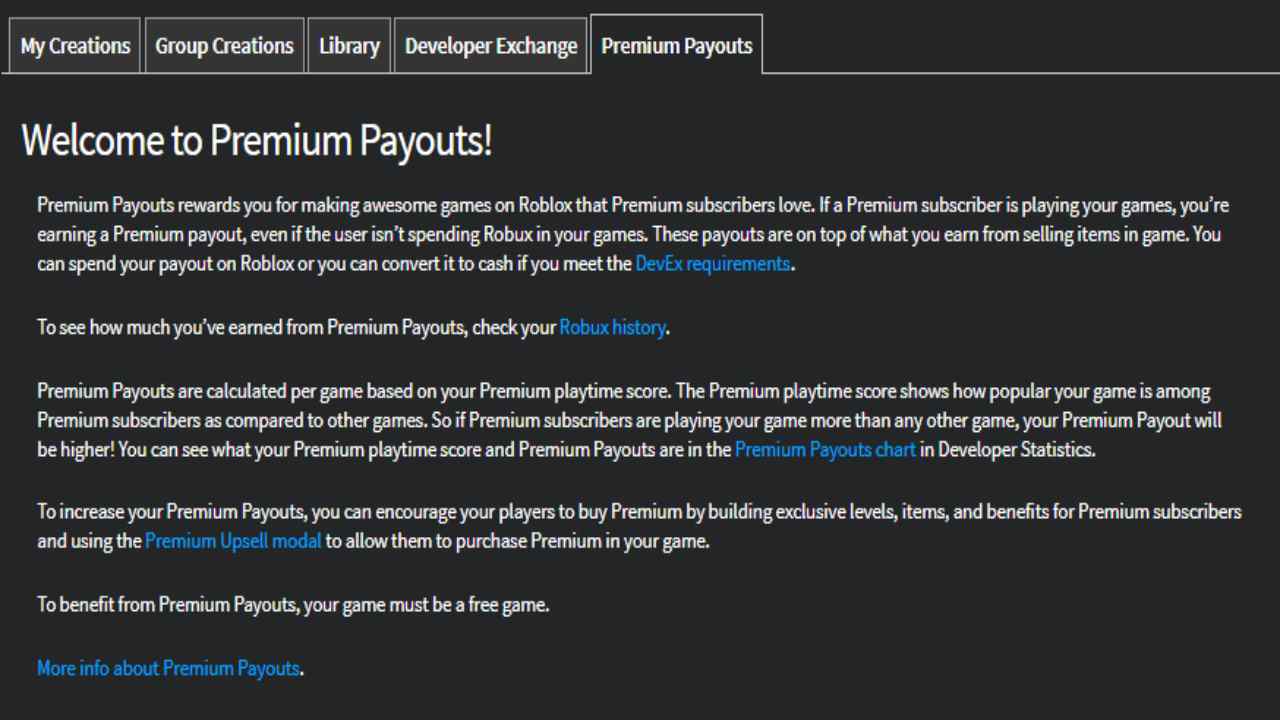 My Creations Group Creations Library Developer Exchange Premium Payouts
Welcome to Premium Payouts!
Premium Payouts rewards you for making awesome games on Roblox that Premium subscribers love. If a Premium subscriber is playing your games, you’re
earning a Premium payout, even if the user isn’t spending Robux in your games. These payouts are on top of what you earn from selling items in game. You
can spend your payout on Roblox or you can convert it to cash if you meet the DevEx requirements.
To see how much you’ve earned from Premium Payouts, check your Robux history.
Premium Payouts are calculated per game based on your Premium playtime score. The Premium playtime score shows how popular your game is among
Premium subscribers as compared to other games. So if Premium subscribers are playing your game more than any other game, your Premium Payout will
be higher! You can see what your Premium playtime score and Premium Payouts are in the Premium Payouts chart in Developer Statistics.
To increase your Premium Payouts, you can encourage your players to buy Premium by building exclusive levels, items, and benefits for Premium subscribers
and using the Premium Upsell modal to allow them to purchase Premium in your game.
To benefit from Premium Payouts, your game must be a free game.
More info about Premium Payouts.